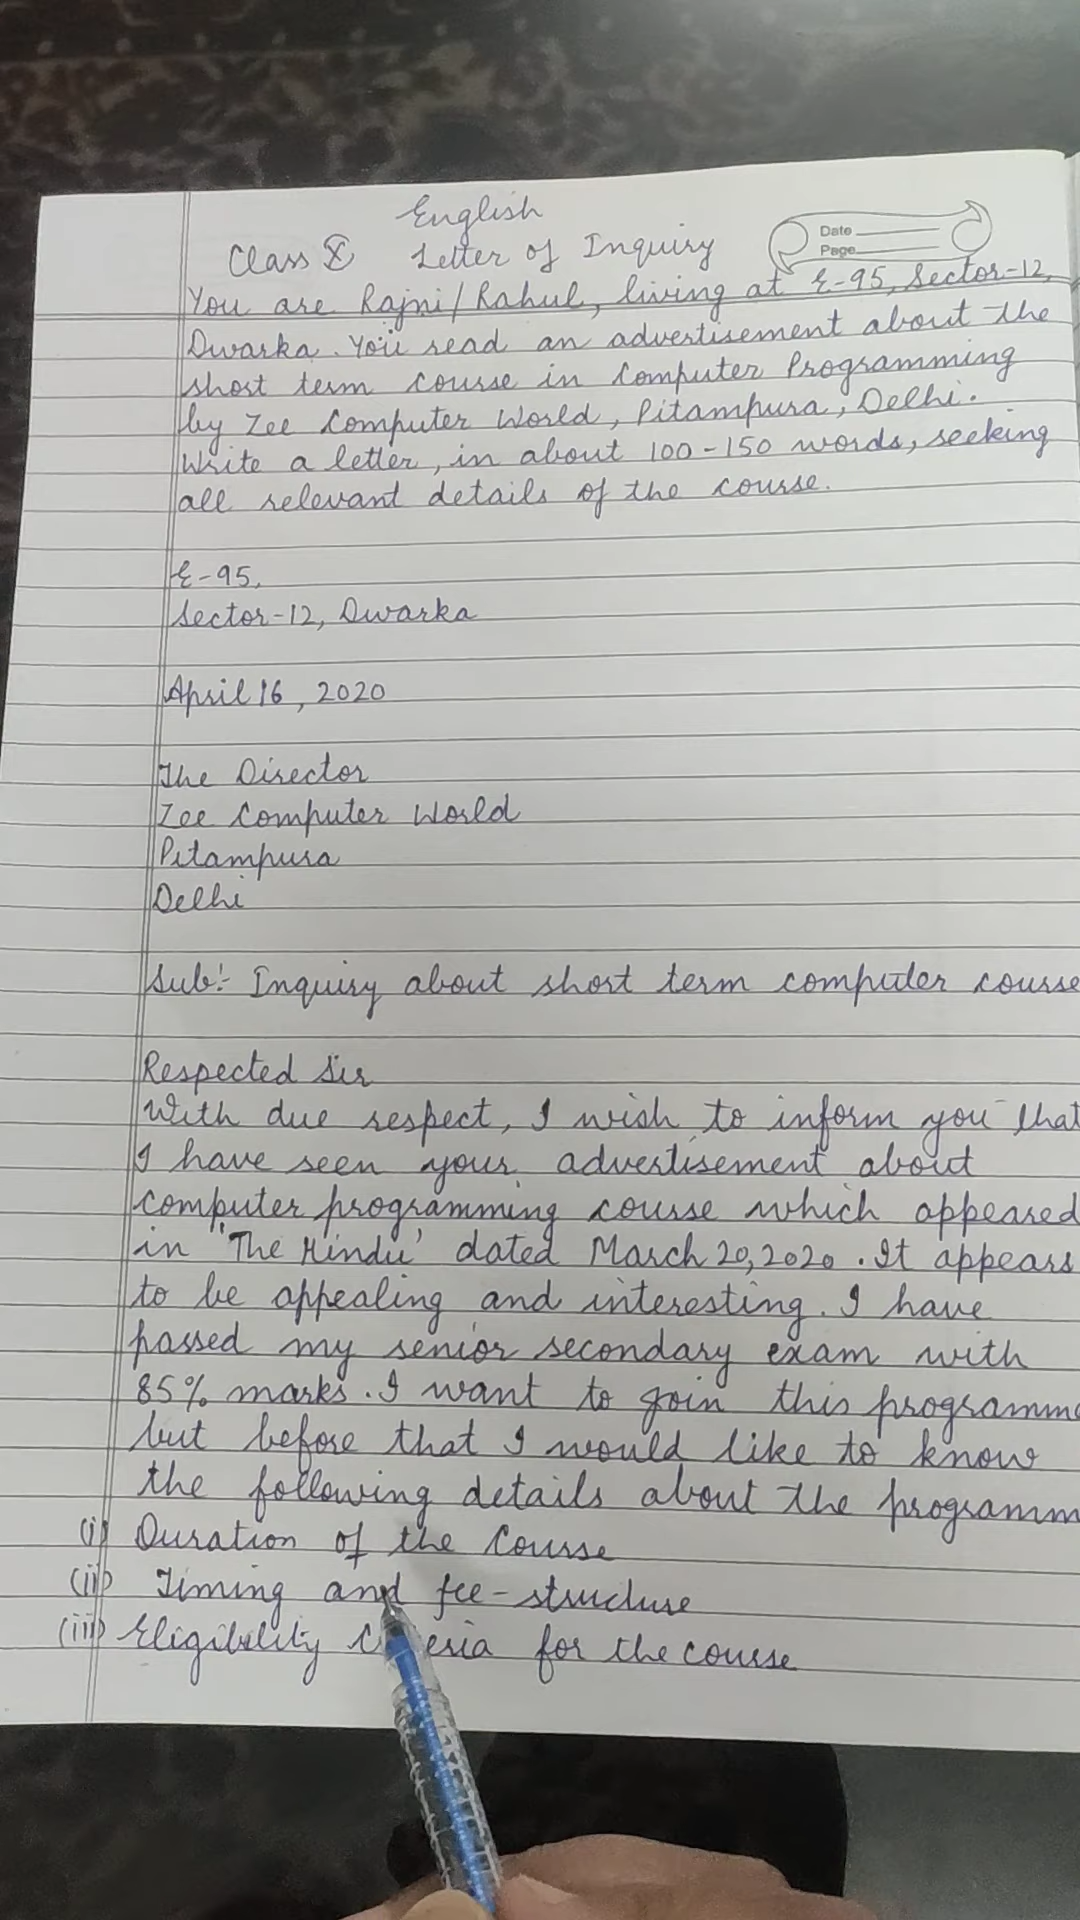 English
Class X Letter of Inquiry
Date
Page
You are Rajni/Rahul, living at E-95, Sector-12,
Dwarka. You read an advertisement about the
short term course in Computer Programming
by Zee Computer World, Pitampura, Delhi.
Write a letter, in about 100-150 words, seeking
all relevant details of the course.
E-95,
Sector-12, Dwarka
April 16, 2020
The Director
Zee Computer World
Pitampura
Delhi
Sub:- Inquiry about short term computer course
Respected Sir
With due respect, I wish to inform you that
I have seen your advertisement about
computer programming course which appeared
in 'The Hindu' dated March 20, 2020. It appears
to be appealing and interesting. I have
passed my senior secondary exam with
85% marks. I want to join this programm
but before that I would like to know
the following details about the programm
(i) Duration of the Course
(ii) Timing and fee-structure
(iii) Eligibility for the course